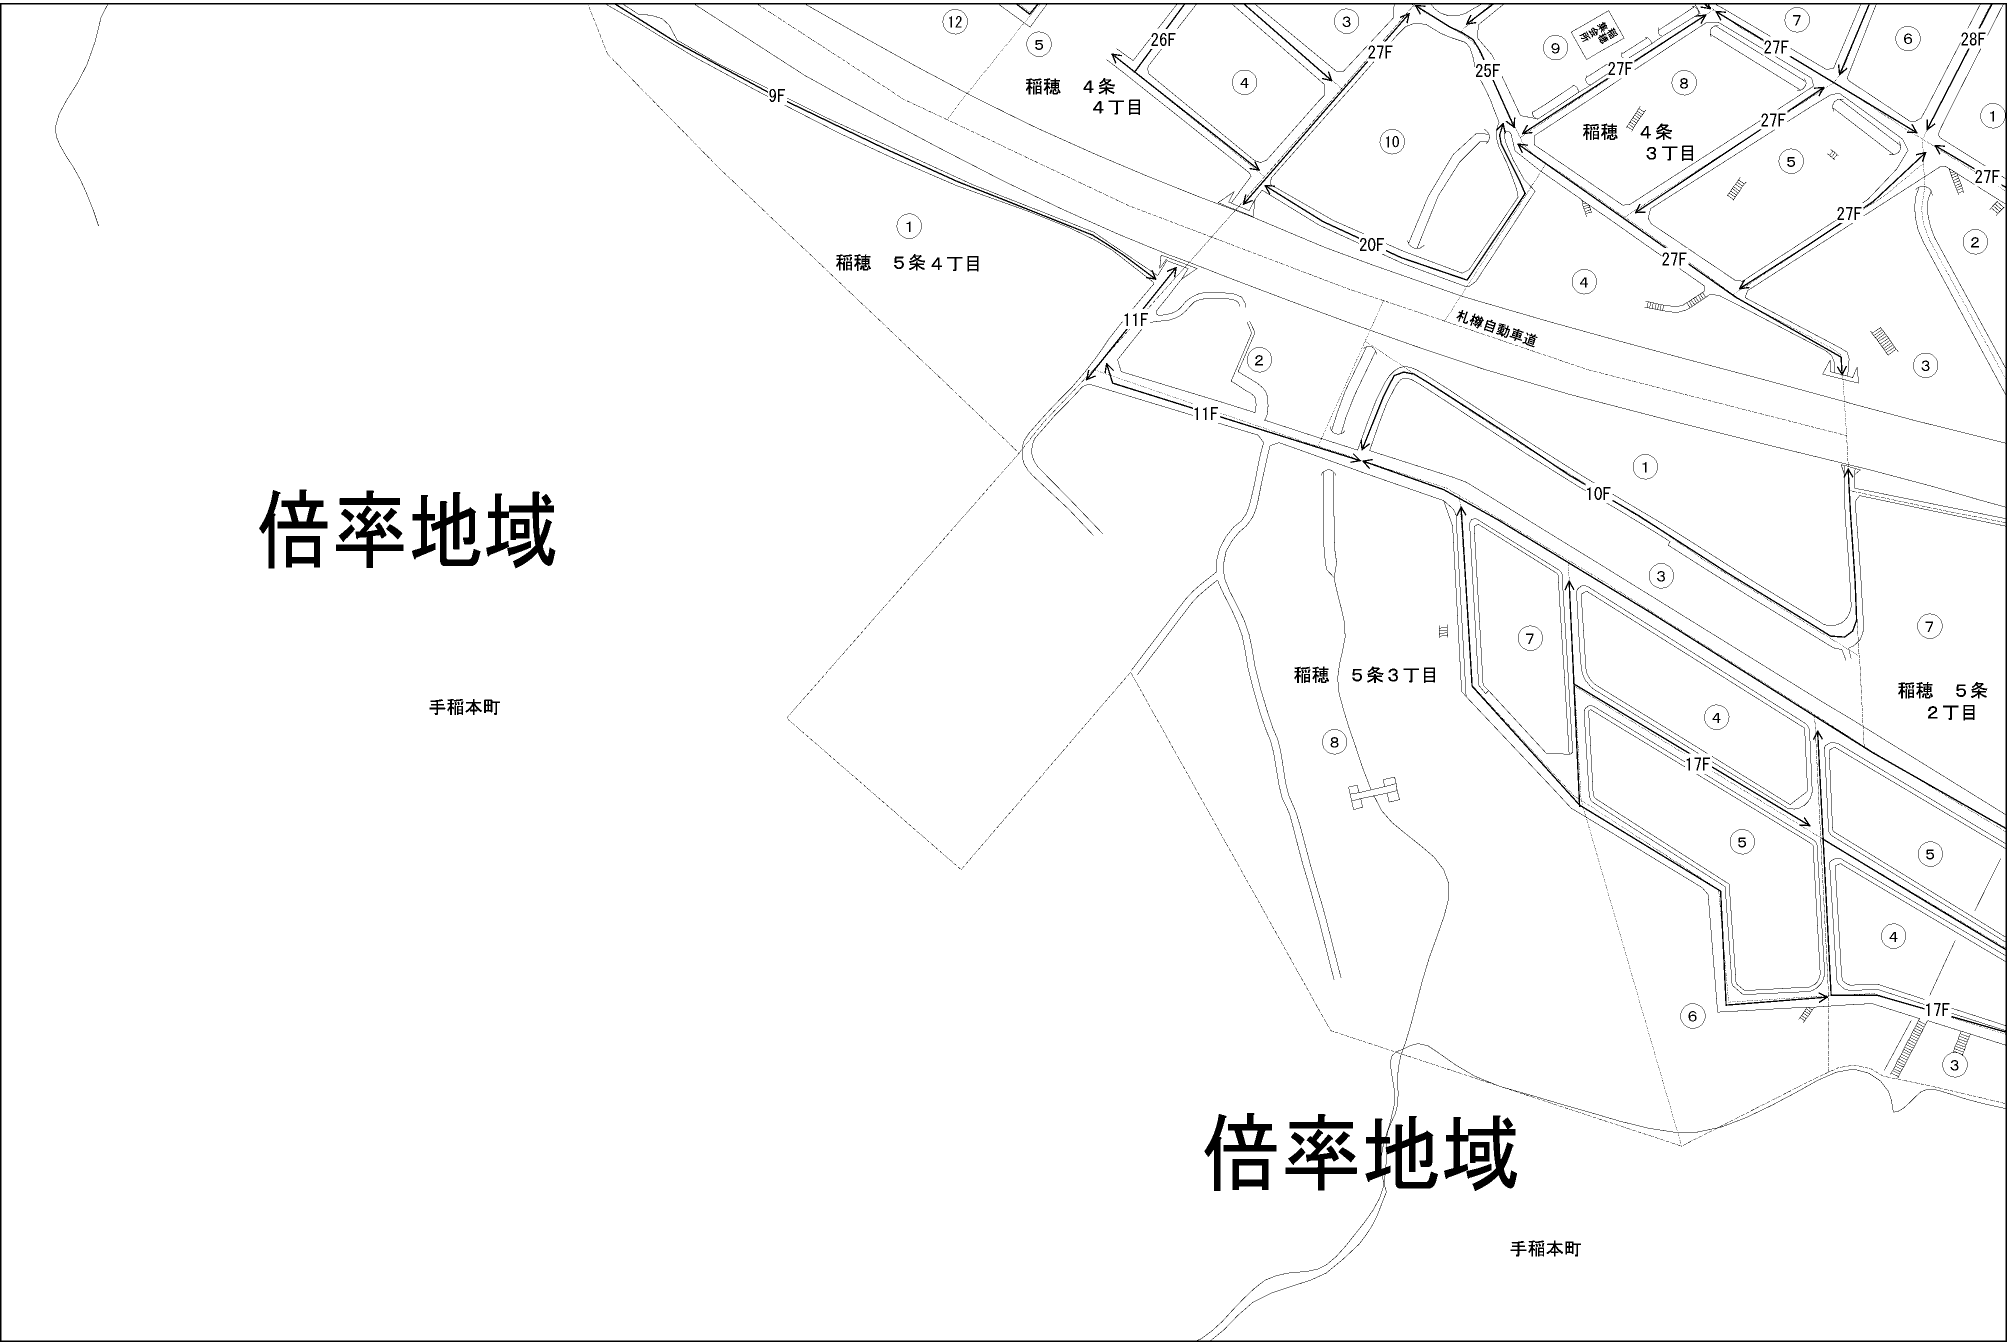 ⑫
⑤
26F
③
27F
25F
⑨
稲穂
集会所
27F
⑦
27F
⑥
28F
9F
稲穂　４条
４丁目
④
⑩
⑧
稲穂　４条
３丁目
27F
⑤
①
27F
①
稲穂　５条４丁目
20F
27F
④
27F
②
11F
札樽自動車道
②
③
11F
①
10F
倍率地域
③
⑦
⑦
稲穂　５条３丁目
稲穂　５条
２丁目
手稲本町
④
⑧
17F
⑤
⑤
④
⑥
17F
③
倍率地域
手稲本町